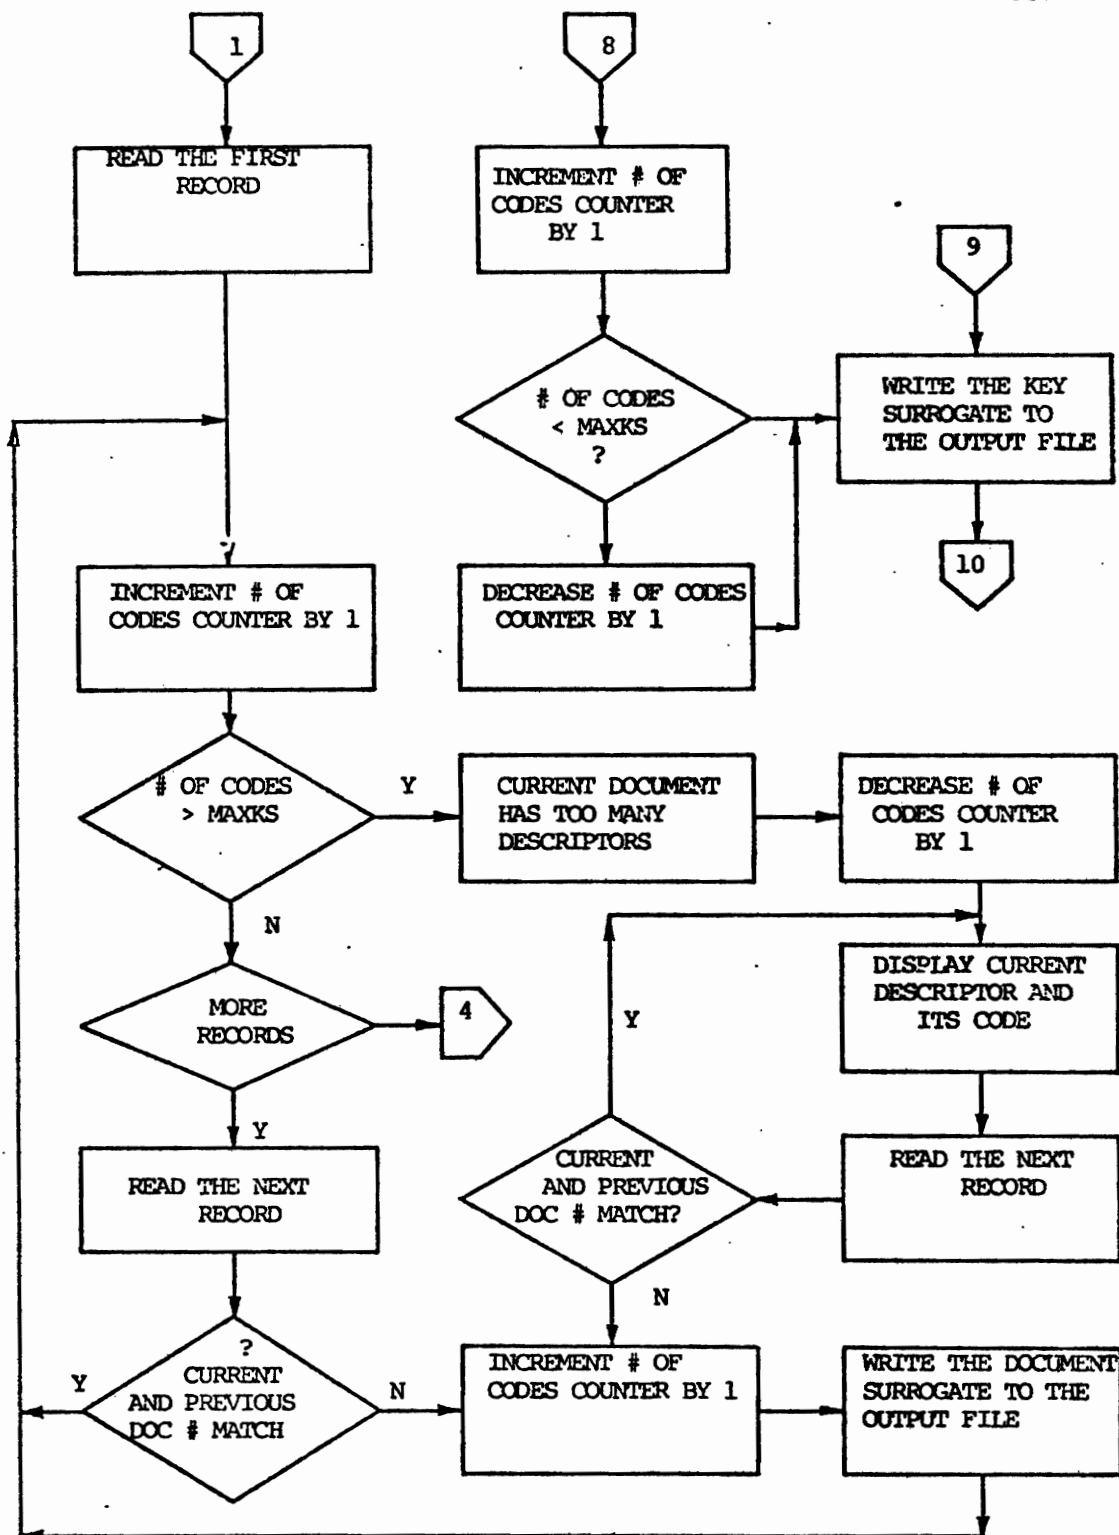 1
READ THE FIRST
RECORD
INCREMENT # OF
CODES COUNTER BY 1
# OF CODES
> MAXKS
Y
N
CURRENT DOCUMENT
HAS TOO MANY
DESCRIPTORS
DECREASE # OF
CODES COUNTER
BY 1
DISPLAY CURRENT
DESCRIPTOR AND
ITS CODE
READ THE NEXT
RECORD
CURRENT
AND PREVIOUS
DOC # MATCH?
Y
N
MORE
RECORDS
4
Y
READ THE NEXT
RECORD
?
CURRENT
AND PREVIOUS
DOC # MATCH
Y
N
INCREMENT # OF
CODES COUNTER BY 1
WRITE THE DOCUMENT
SURROGATE TO THE
OUTPUT FILE
8
INCREMENT # OF
CODES COUNTER
BY 1
# OF CODES
< MAXKS
?
DECREASE # OF CODES
COUNTER BY 1
9
WRITE THE KEY
SURROGATE TO
THE OUTPUT FILE
10